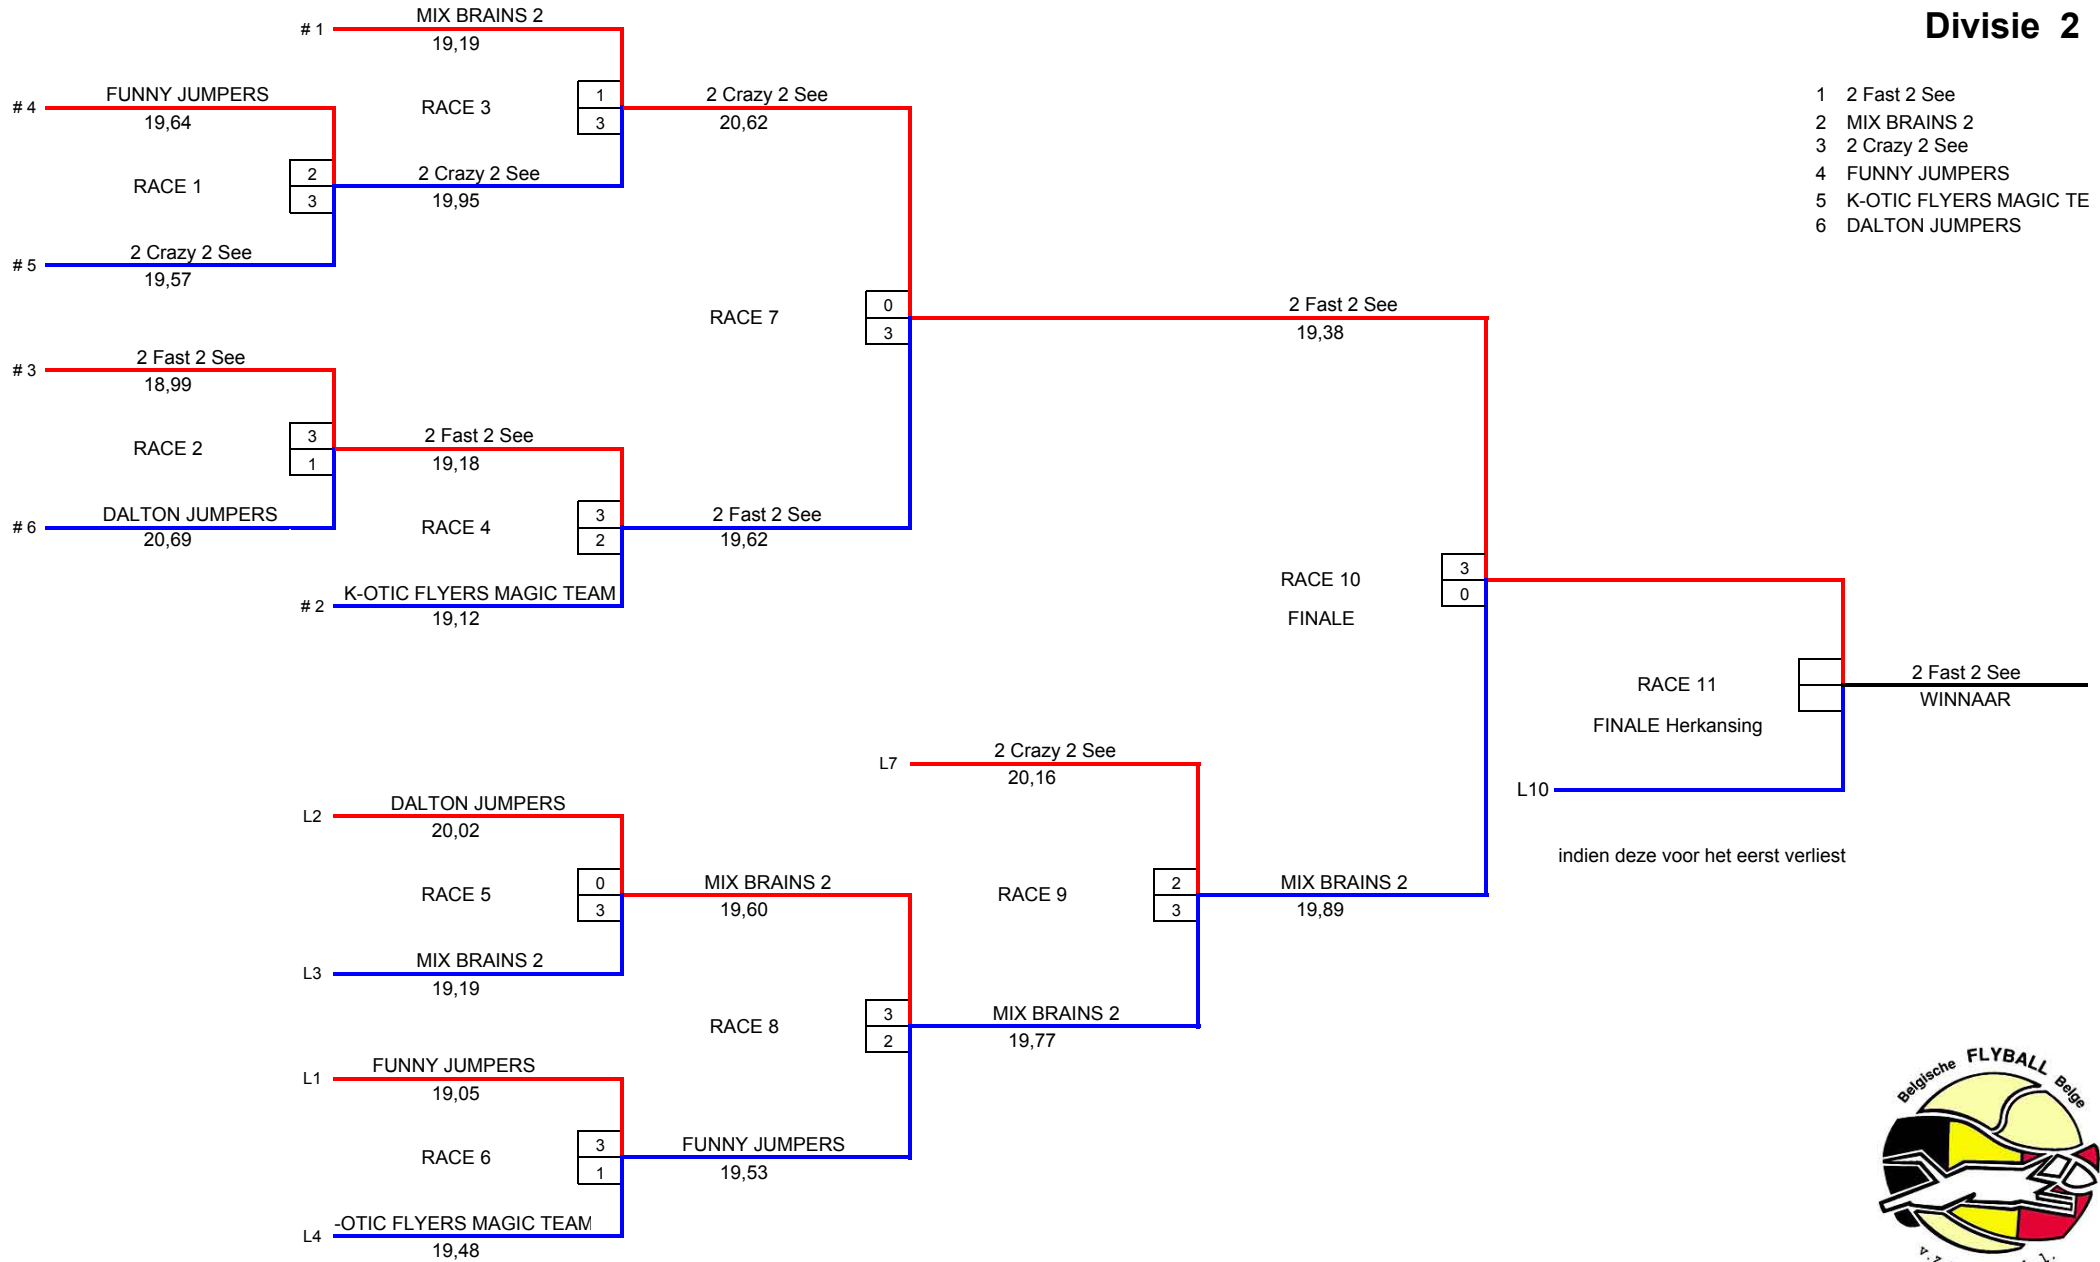 Divisie 2
1 2 Fast 2 See
2 MIX BRAINS 2
3 2 Crazy 2 See
4 FUNNY JUMPERS
5 K-OTIC FLYERS MAGIC TE
6 DALTON JUMPERS
# 1
MIX BRAINS 2
19,19
# 4
FUNNY JUMPERS
19,64
RACE 3
1
3
2 Crazy 2 See
20,62
RACE 1
2
3
2 Crazy 2 See
19,95
# 5
2 Crazy 2 See
19,57
RACE 7
0
3
2 Fast 2 See
19,38
# 3
2 Fast 2 See
18,99
RACE 2
3
1
2 Fast 2 See
19,18
# 6
DALTON JUMPERS
20,69
RACE 4
3
2
2 Fast 2 See
19,62
# 2
K-OTIC FLYERS MAGIC TEAM
19,12
RACE 10
FINALE
3
0
RACE 11
FINALE Herkansing
2 Fast 2 See
WINNAAR
L10
indien deze voor het eerst verliest
L7
2 Crazy 2 See
20,16
L2
DALTON JUMPERS
20,02
RACE 5
0
3
MIX BRAINS 2
19,60
RACE 9
2
3
MIX BRAINS 2
19,89
L3
MIX BRAINS 2
19,19
RACE 8
3
2
MIX BRAINS 2
19,77
L1
FUNNY JUMPERS
19,05
RACE 6
3
1
FUNNY JUMPERS
19,53
L4
-OTIC FLYERS MAGIC TEAM
19,48
Belgische FLYBALL Belge